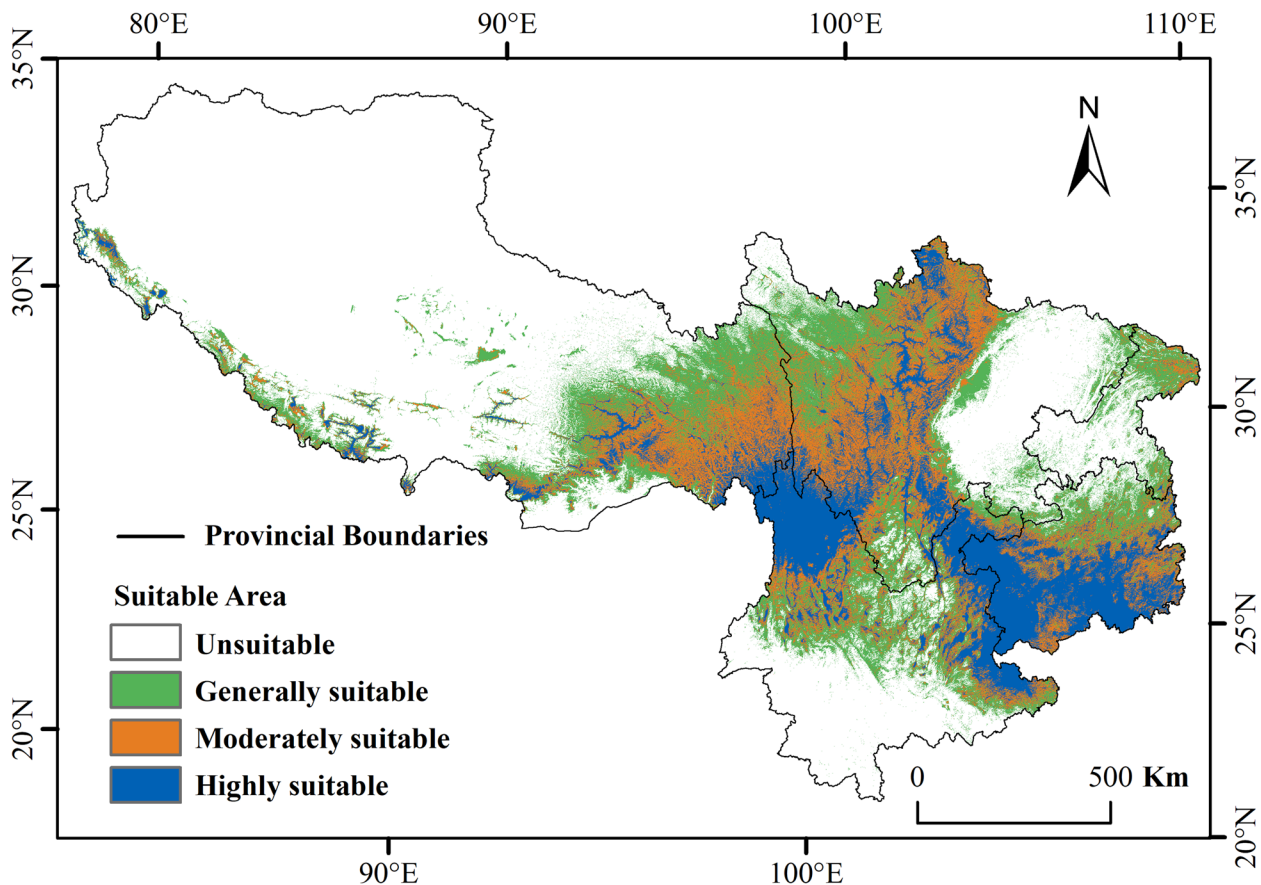 80°E 90°E 100°E 110°E
35°N
N
35°N
30°N
30°N
25°N
Provincial Boundaries
Suitable Area
Unsuitable
25°N
Generally suitable
20°N
Moderately suitable
0 500 Km
Highly suitable
20°N
90°E 100°E